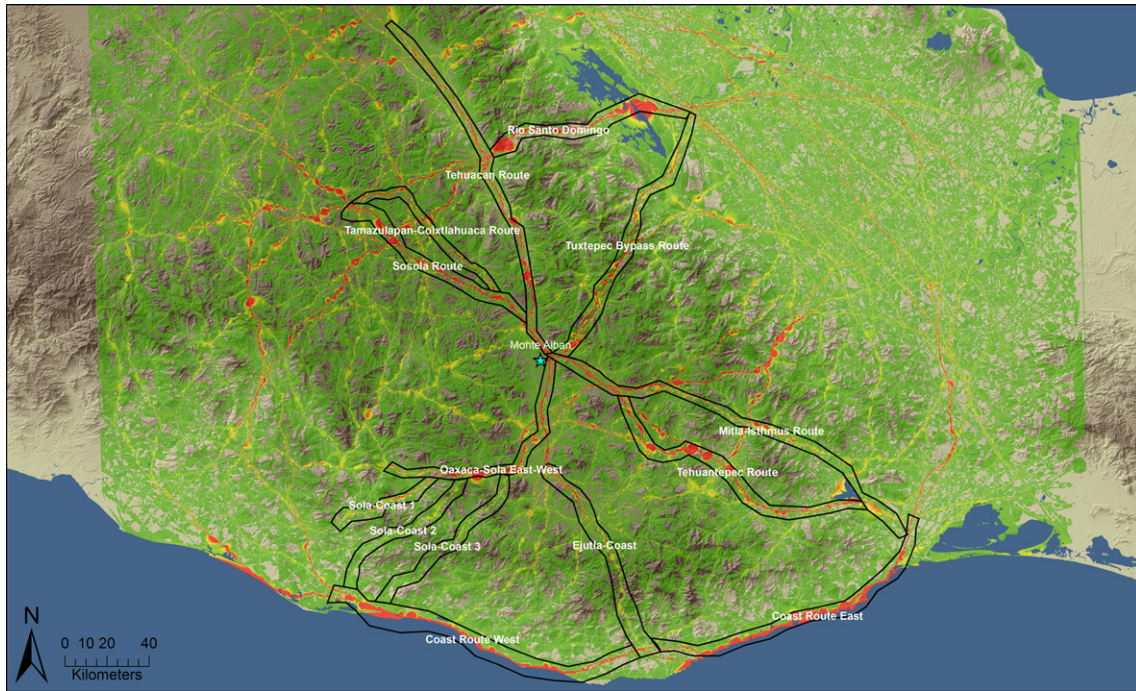 Rio Santo Domingo
Tehuacan Route
Tamazulapan-Coixtlahuaca Route
Tuxtepec Bypass Route
Sosola Route
Monte Alban
Mitla-Isthmus Route
Oaxaca-Sola East-West
Tehuantepec Route
Sola-Coast 1
Sola-Coast 2
Sola-Coast 3
Ejutla-Coast
N
Coast Route East
Coast Route West
0 10 20 40
Kilometers